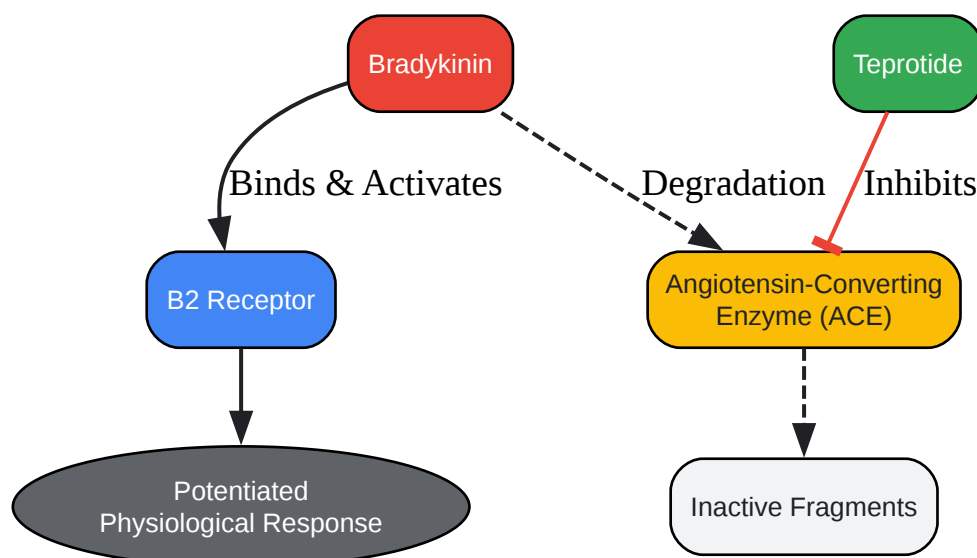 Bradykinin
Teprotide
Binds & Activates
Degradation
Inhibits
B2 Receptor
Angiotensin-Converting
Enzyme (ACE)
Potentiated
Physiological Response
Inactive Fragments